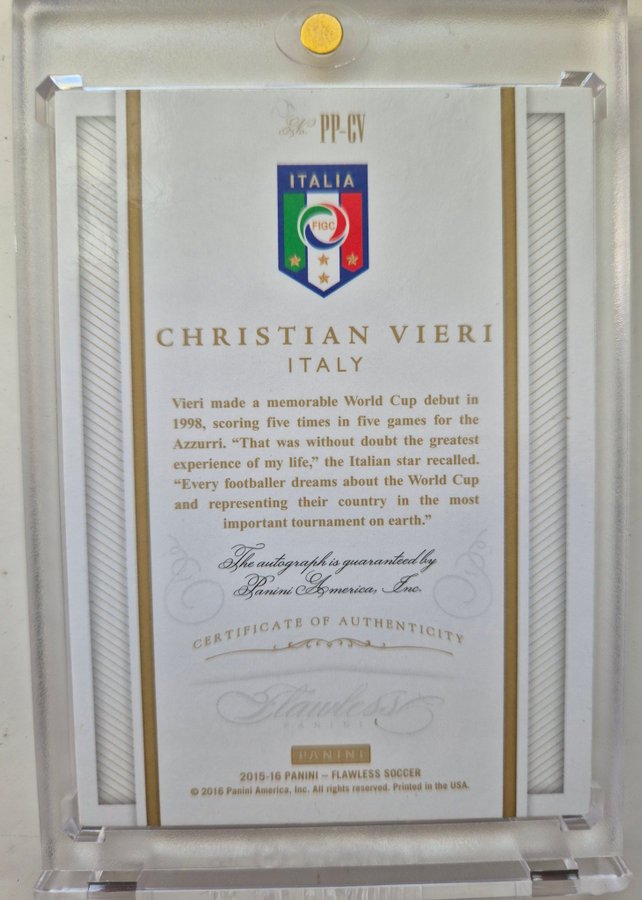 No. PP-CV
ITALIA
FIGC
CHRISTIAN VIERI
ITALY
Vieri made a memorable World Cup debut in
1998, scoring five times in five games for the
Azzurri. “That was without doubt the greatest
experience of my life,” the Italian star recalled.
“Every footballer dreams about the World Cup
and representing their country in the most
important tournament on earth.”
The autograph is guaranteed by
Panini America, Inc.
CERTIFICATE OF AUTHENTICITY
Flawless
PANINI
PANINI
2015-16 PANINI – FLAWLESS SOCCER
© 2016 Panini America, Inc. All rights reserved. Printed in the USA.